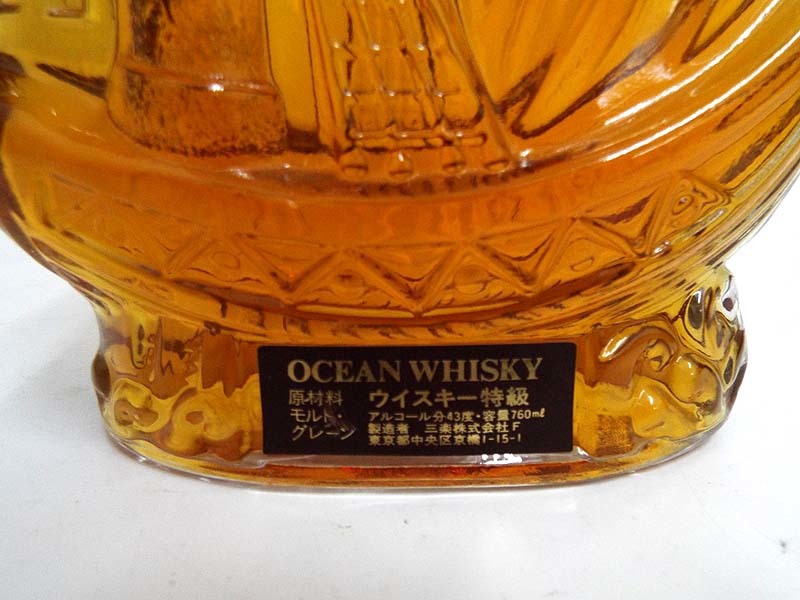 OCEAN WHISKY
原材料 ウイスキー特級
モルト・ アルコール分43度・容量760ml
グレーン 製造者 三楽株式会社F
東京都中央区京橋1-15-1